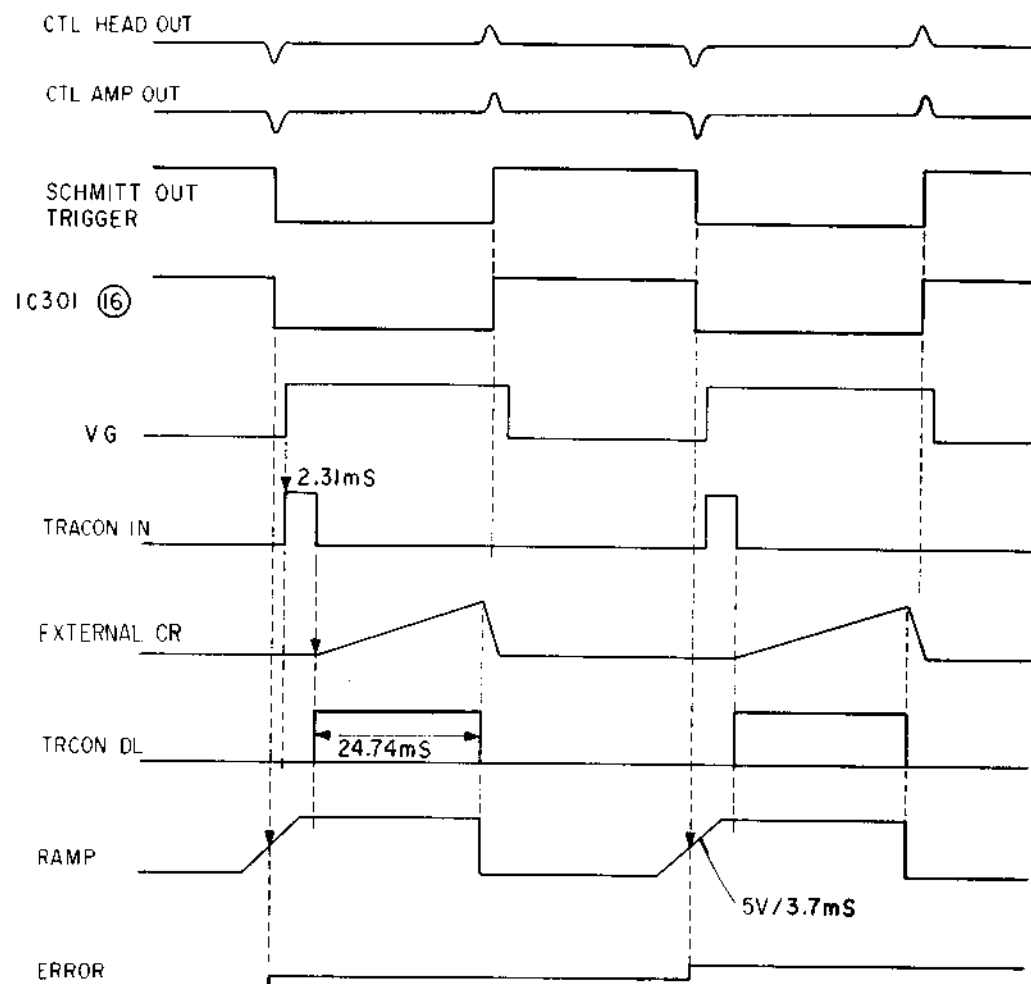 CTL HEAD OUT
CTL AMP OUT
SCHMITT OUT
TRIGGER
IC301 16
VG
2.31mS
TRACON IN
EXTERNAL CR
TRCON DL
24.74mS
RAMP
5V/3.7mS
ERROR